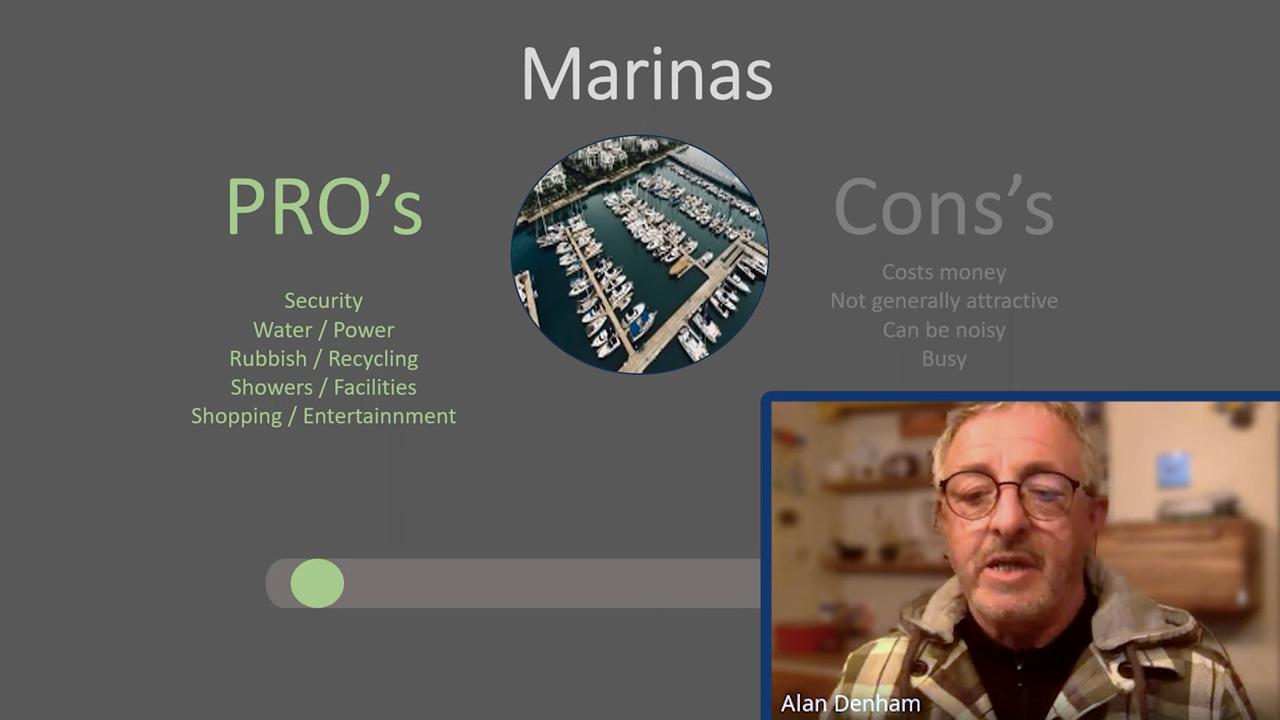 Marinas
PRO’s
Security
Water / Power
Rubbish / Recycling
Showers / Facilities
Shopping / Entertainnment
Cons’s
Costs money
Not generally attractive
Can be noisy
Busy
Alan Denham